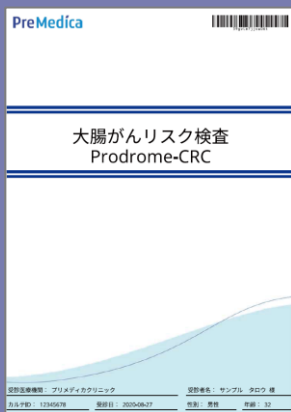 PreMedica
大腸がんリスク検査
Prodrome-CRC
受診医療機関： プリメディカクリニック 受診者名： サンプル タロウ 様
カルテID： 12345678 受診日： 2020-08-27 性別： 男性 年齢： 32